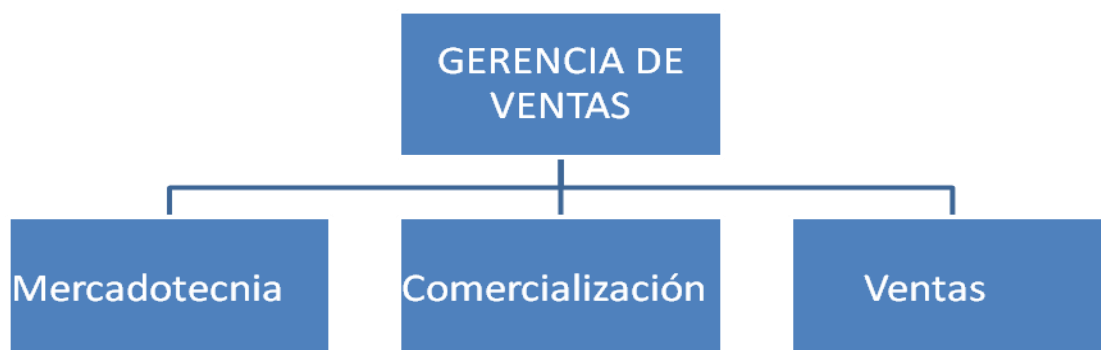 GERENCIA DE
VENTAS
Mercadotecnia
Comercialización
Ventas